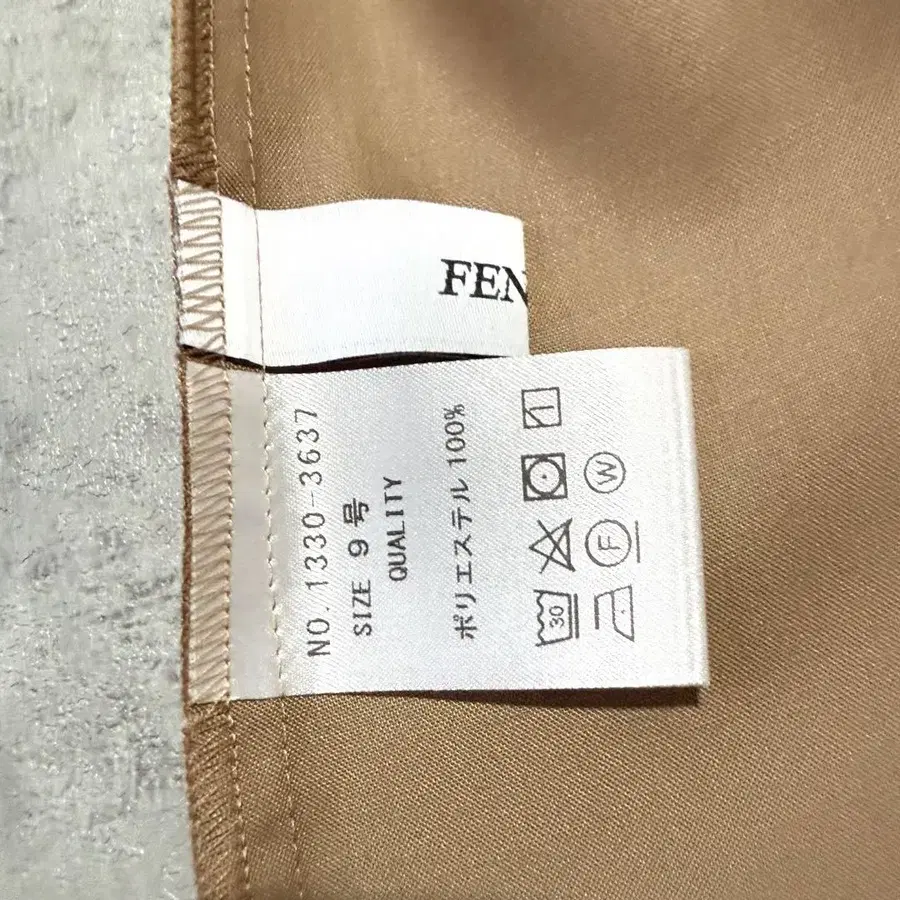 FEN
NO. 1330-3637
SIZE 9号
QUALITY
ポリエステル 100%
30
W
F